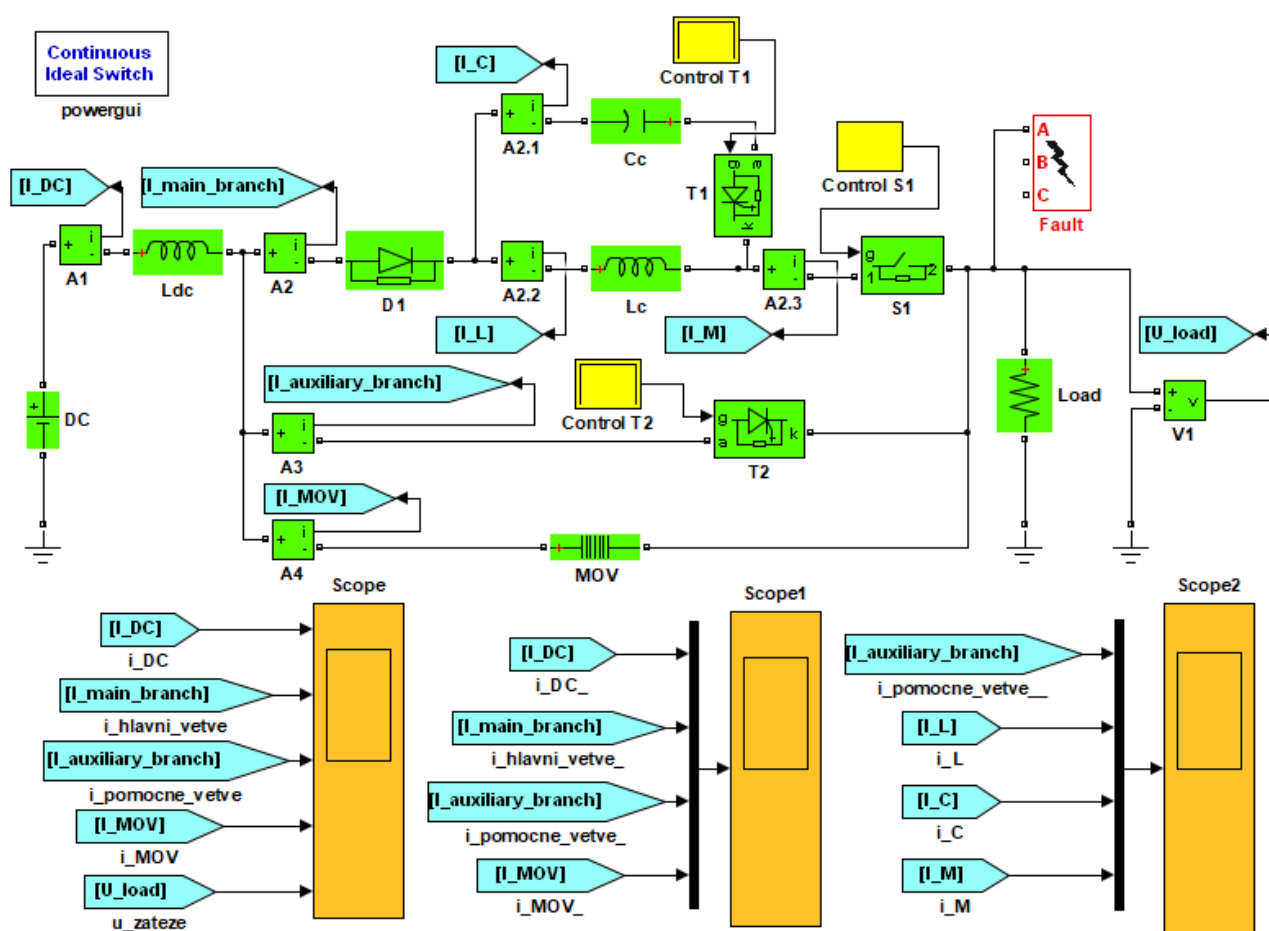 Continuous
Ideal Switch
powergui
[I_C]
Control T1
+ i -
A2.1
Cc
g a
T1
k
Control S1
A
B
C
Fault
[I_DC]
[I_main_branch]
+ i -
A1
Ldc
+ i -
A2
D1
+ i -
A2.2
Lc
+ i -
A2.3
g
1 2
S1
[I_L]
[I_M]
[U_load]
[I_auxiliary_branch]
Control T2
+
DC
+ i -
A3
g
a k
T2
Load
+ - v
V1
[I_MOV]
+ i -
A4
MOV
Scope
Scope1
Scope2
[I_DC]
i_DC
[I_main_branch]
i_hlavni_vetve
[I_auxiliary_branch]
i_pomocne_vetve
[I_MOV]
i_MOV
[U_load]
u_zateze
[I_DC]
i_DC_
[I_main_branch]
i_hlavni_vetve_
[I_auxiliary_branch]
i_pomocne_vetve_
[I_MOV]
i_MOV_
[I_auxiliary_branch]
i_pomocne_vetve__
[I_L]
i_L
[I_C]
i_C
[I_M]
i_M